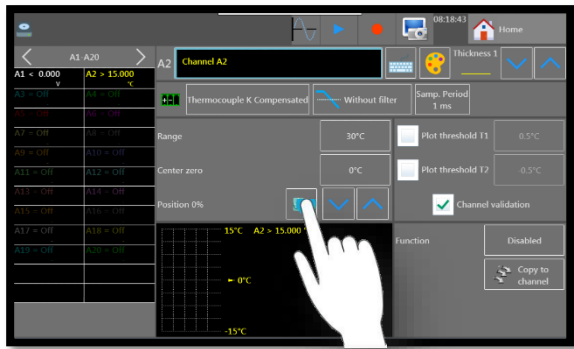 08:18:43
Home
A1-A20
A1 < 0.000
V
A2 > 15.000
°C
A3 = Off
A4 = Off
A5 = Off
A6 = Off
A7 = Off
A8 = Off
A9 = Off
A10 = Off
A11 = Off
A12 = Off
A13 = Off
A14 = Off
A15 = Off
A16 = Off
A17 = Off
A18 = Off
A19 = Off
A20 = Off
A2
Channel A2
Thickness 1
Thermocouple K Compensated
Without filter
Samp. Period
1 ms
Range
30°C
Center zero
0°C
Position 0%
Plot threshold T1
0.5°C
Plot threshold T2
-0.5°C
Channel validation
15°C
A2 > 15.000
0°C
-15°C
Function
Disabled
Copy to
channel